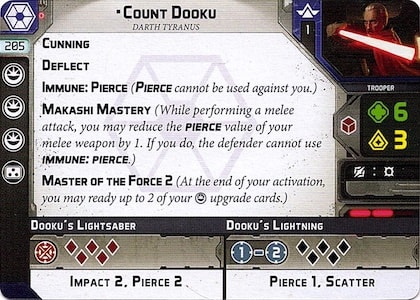 •Count Dooku
DARTH TYRANUS
205
1
Cunning
Deflect
Immune: Pierce (Pierce cannot be used against you.)
Makashi Mastery (While performing a melee
attack, you may reduce the pierce value of your
melee weapon by 1. If you do, the defender cannot use
immune: pierce.)
Master of the Force 2 (At the end of your activation,
you may ready up to 2 of your upgrade cards.)
TROOPER
6
3
Dooku's Lightsaber
Impact 2, Pierce 2
Dooku's Lightning
1–2
Pierce 1, Scatter